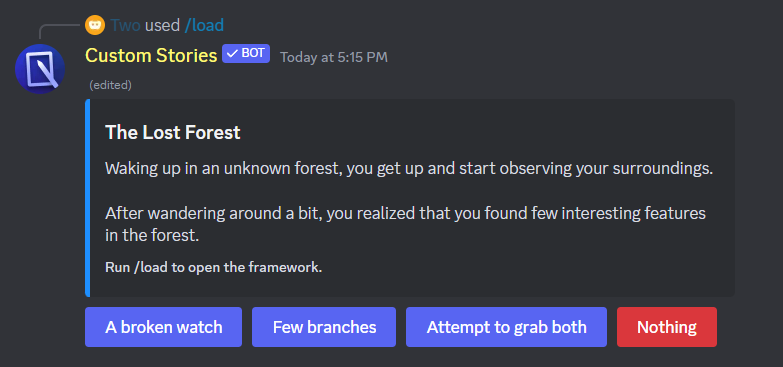 Two used /load
Custom Stories BOT Today at 5:15 PM
(edited)
The Lost Forest
Waking up in an unknown forest, you get up and start observing your surroundings.
After wandering around a bit, you realized that you found few interesting features
in the forest.
Run /load to open the framework.
A broken watch Few branches Attempt to grab both Nothing